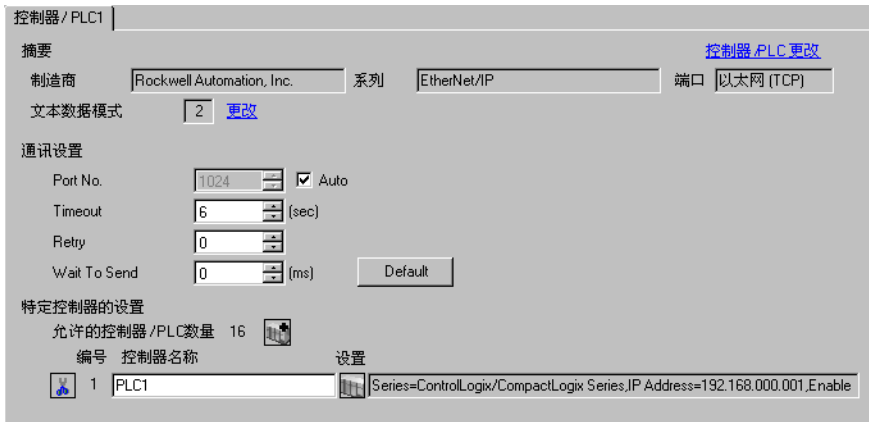 控制器/PLC1
摘要 控制器/PLC更改
制造商 Rockwell Automation, Inc. 系列 EtherNet/IP 端口 以太网 (TCP)
文本数据模式 2 更改
通讯设置
Port No. 1024 Auto
Timeout 6 (sec)
Retry 0
Wait To Send 0 (ms) Default
特定控制器的设置
允许的控制器/PLC数量 16
编号 控制器名称 设置
1 PLC1 Series=ControlLogix/CompactLogix Series,IP Address=192.168.000.001,Enable